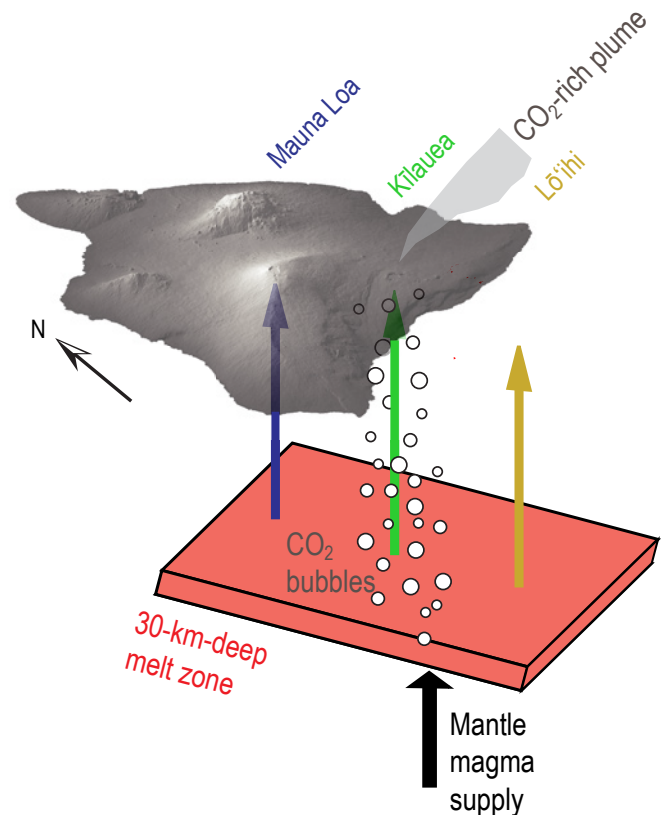 Mauna Loa
Kīlauea
CO₂-rich plume
Lō‘ihi
N
CO₂
bubbles
30-km-deep
melt zone
Mantle
magma
supply